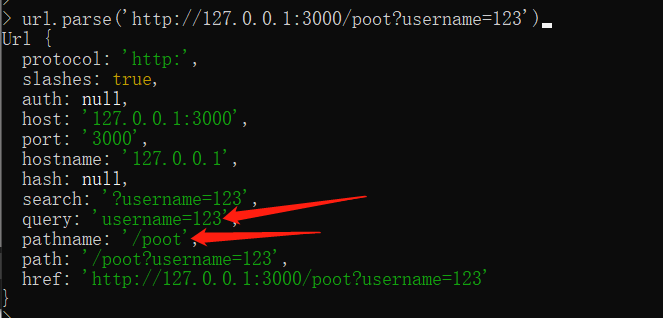 > url.parse('http://127.0.0.1:3000/poot?username=123')
Url {
  protocol: 'http:',
  slashes: true,
  auth: null,
  host: '127.0.0.1:3000',
  port: '3000',
  hostname: '127.0.0.1',
  hash: null,
  search: '?username=123',
  query: 'username=123',
  pathname: '/poot',
  path: '/poot?username=123',
  href: 'http://127.0.0.1:3000/poot?username=123'
}